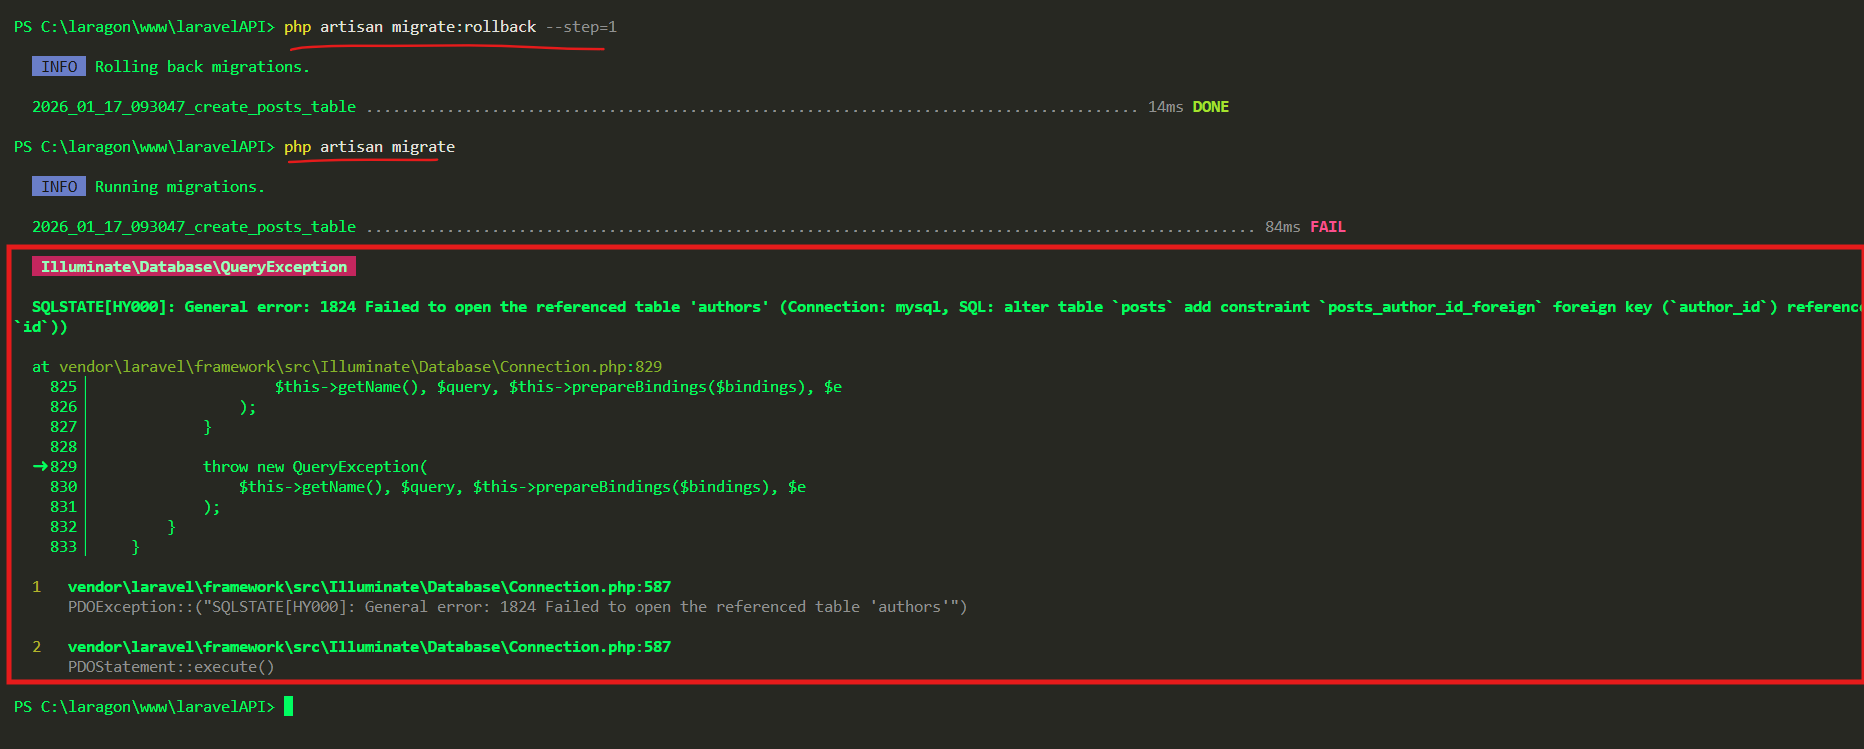 PS C:\laragon\www\laravelAPI> php artisan migrate:rollback --step=1
INFO Rolling back migrations.
2026_01_17_093047_create_posts_table ...................................................................................... 14ms DONE
PS C:\laragon\www\laravelAPI> php artisan migrate
INFO Running migrations.
2026_01_17_093047_create_posts_table ................................................................................................... 84ms FAIL
Illuminate\Database\QueryException
SQLSTATE[HY000]: General error: 1824 Failed to open the referenced table 'authors' (Connection: mysql, SQL: alter table `posts` add constraint `posts_author_id_foreign` foreign key (`author_id`) referenc
`id`))
at vendor\laravel\framework\src\Illuminate\Database\Connection.php:829
825 $this->getName(), $query, $this->prepareBindings($bindings), $e
826 );
827 }
828
➜829 throw new QueryException(
830 $this->getName(), $query, $this->prepareBindings($bindings), $e
831 );
832 }
833 }
1 vendor\laravel\framework\src\Illuminate\Database\Connection.php:587
PDOException::("SQLSTATE[HY000]: General error: 1824 Failed to open the referenced table 'authors'")
2 vendor\laravel\framework\src\Illuminate\Database\Connection.php:587
PDOStatement::execute()
PS C:\laragon\www\laravelAPI>